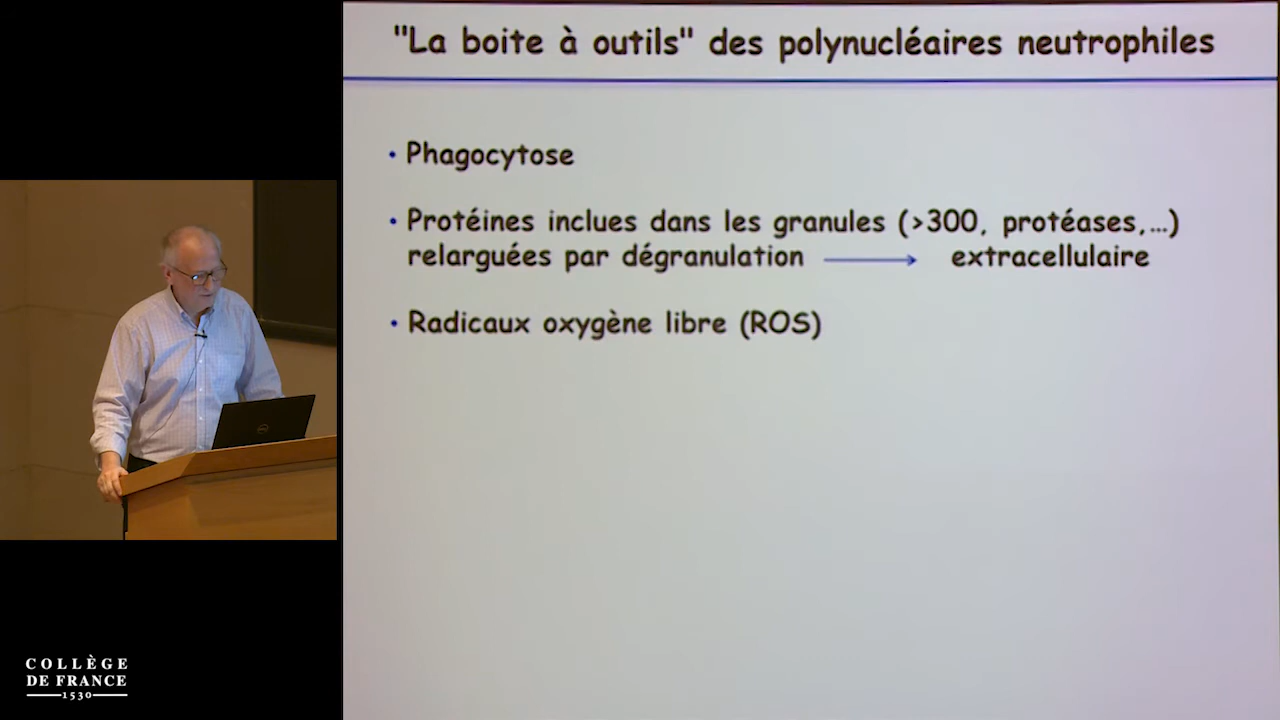 "La boite à outils" des polynucléaires neutrophiles
• Phagocytose
• Protéines inclues dans les granules (>300, protéases,...)
relarguées par dégranulation → extracellulaire
• Radicaux oxygène libre (ROS)
DELL
COLLÈGE
DE FRANCE
1530